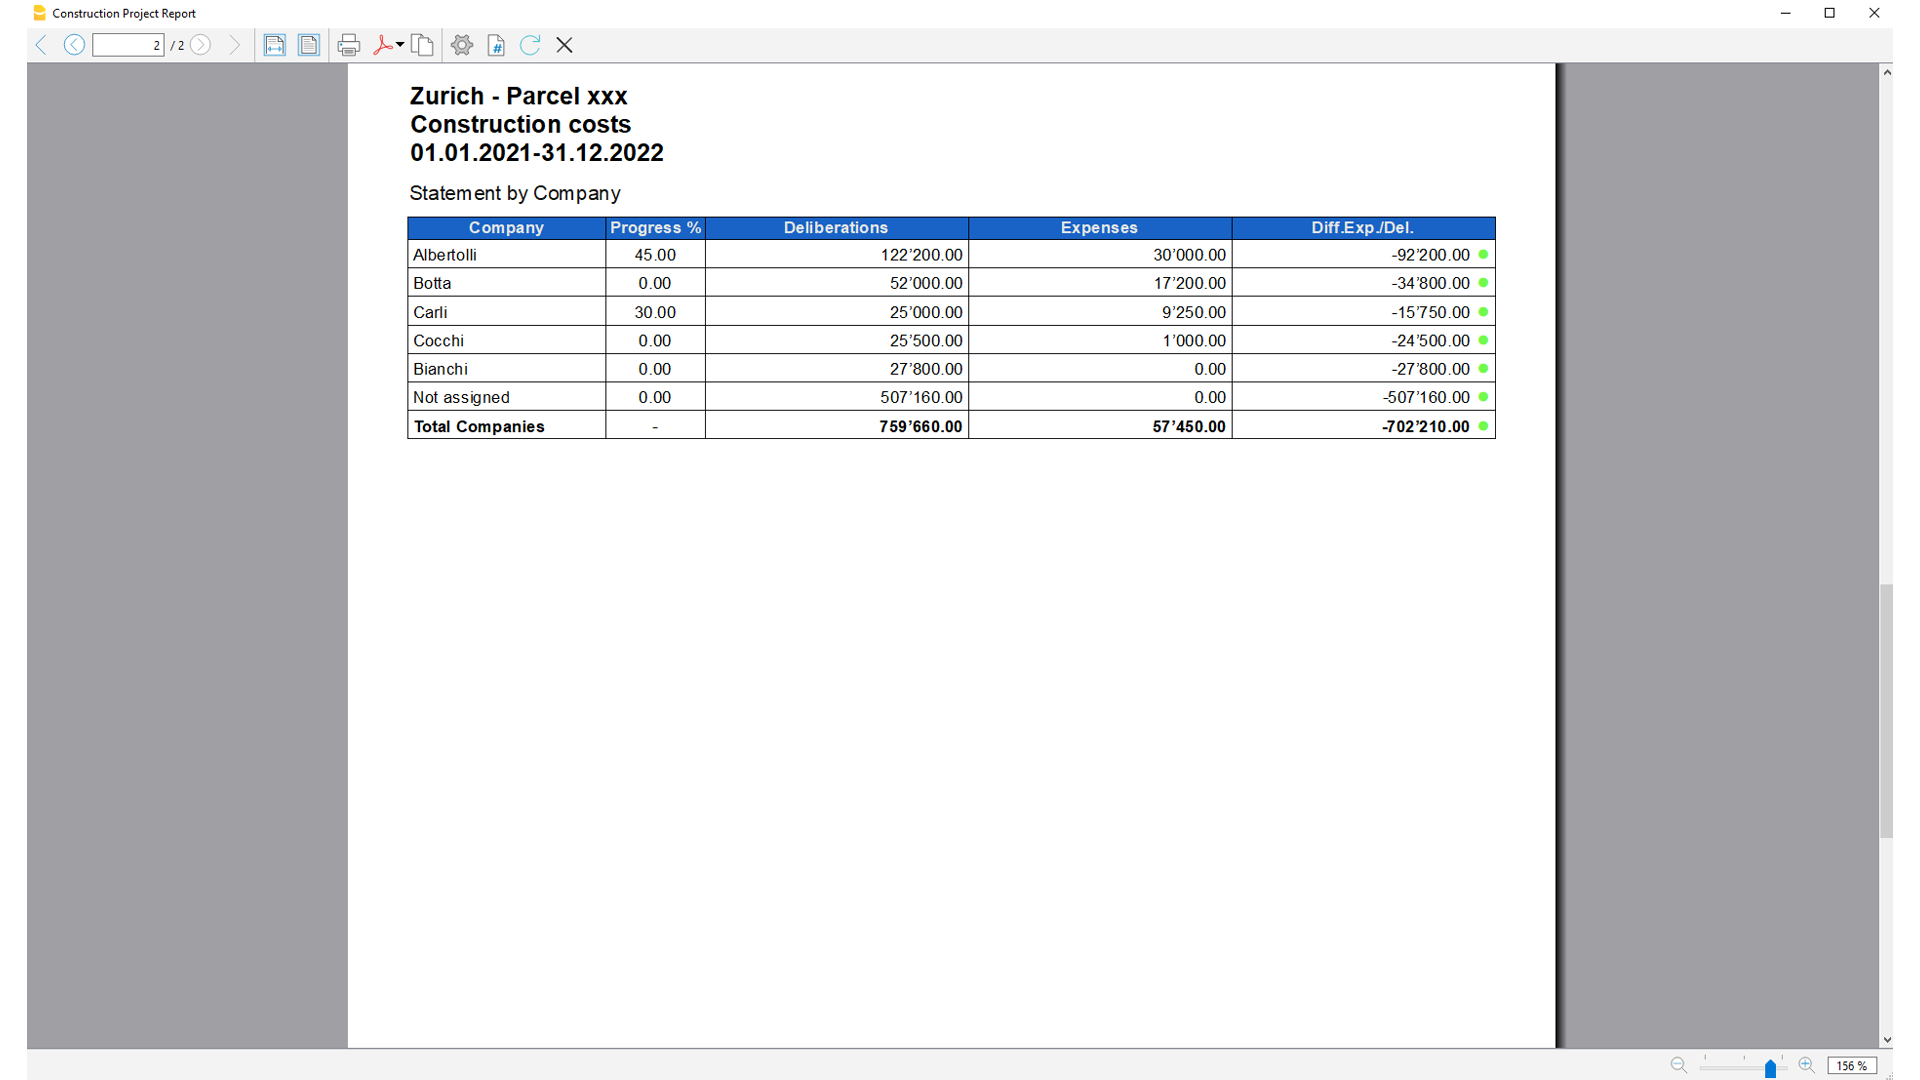 Construction Project Report
2 / 2
Zurich - Parcel xxx
Construction costs
01.01.2021-31.12.2022
Statement by Company
Company Progress % Deliberations Expenses Diff.Exp./Del.
Albertolli 45.00 122’200.00 30’000.00 -92’200.00
Botta 0.00 52’000.00 17’200.00 -34’800.00
Carli 30.00 25’000.00 9’250.00 -15’750.00
Cocchi 0.00 25’500.00 1’000.00 -24’500.00
Bianchi 0.00 27’800.00 0.00 -27’800.00
Not assigned 0.00 507’160.00 0.00 -507’160.00
Total Companies - 759’660.00 57’450.00 -702’210.00
156 %